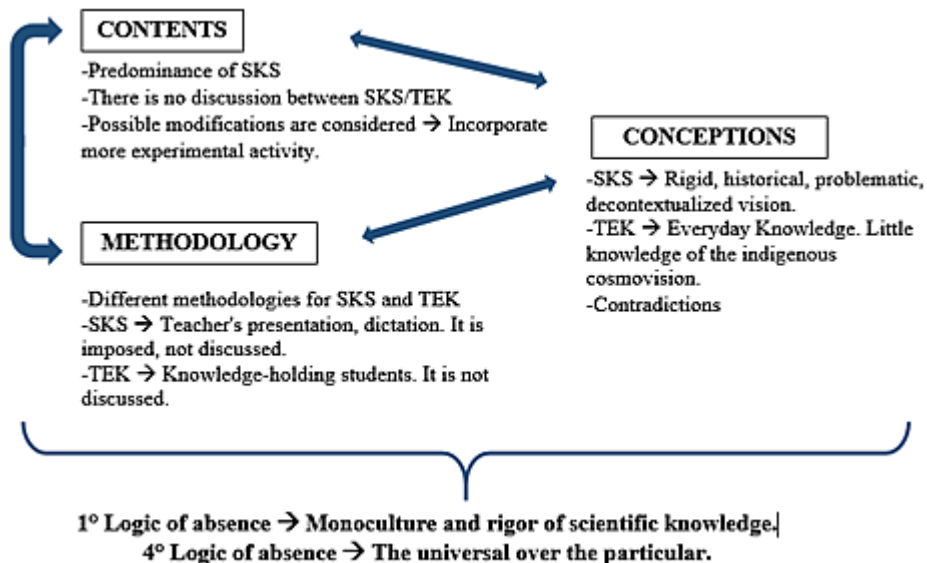 CONTENTS
-Predominance of SKS
-There is no discussion between SKS/TEK
-Possible modifications are considered → Incorporate
more experimental activity.
CONCEPTIONS
-SKS → Rigid, historical, problematic,
decontextualized vision.
-TEK → Everyday Knowledge. Little
knowledge of the indigenous
cosmovision.
-Contradictions
METHODOLOGY
-Different methodologies for SKS and TEK
-SKS → Teacher's presentation, dictation. It is
imposed, not discussed.
-TEK → Knowledge-holding students. It is not
discussed.
1° Logic of absence → Monoculture and rigor of scientific knowledge.
4° Logic of absence → The universal over the particular.